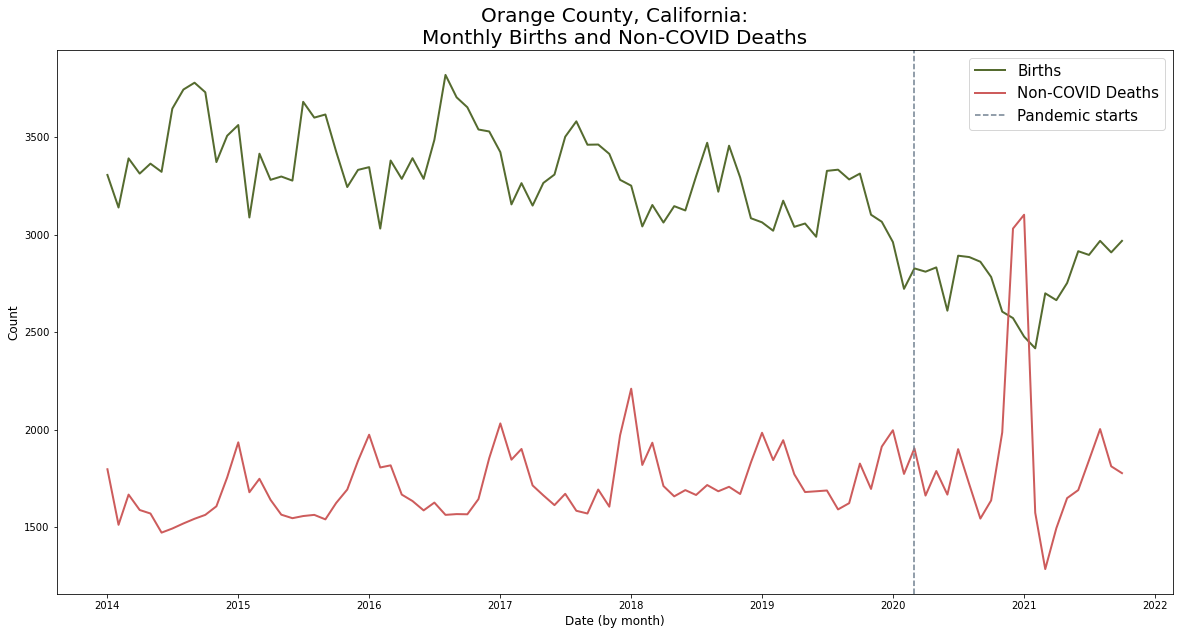 Orange County, California:
Monthly Births and Non-COVID Deaths
Births
Non-COVID Deaths
Pandemic starts
Count
3500
3000
2500
2000
1500
2014 2015 2016 2017 2018 2019 2020 2021 2022
Date (by month)